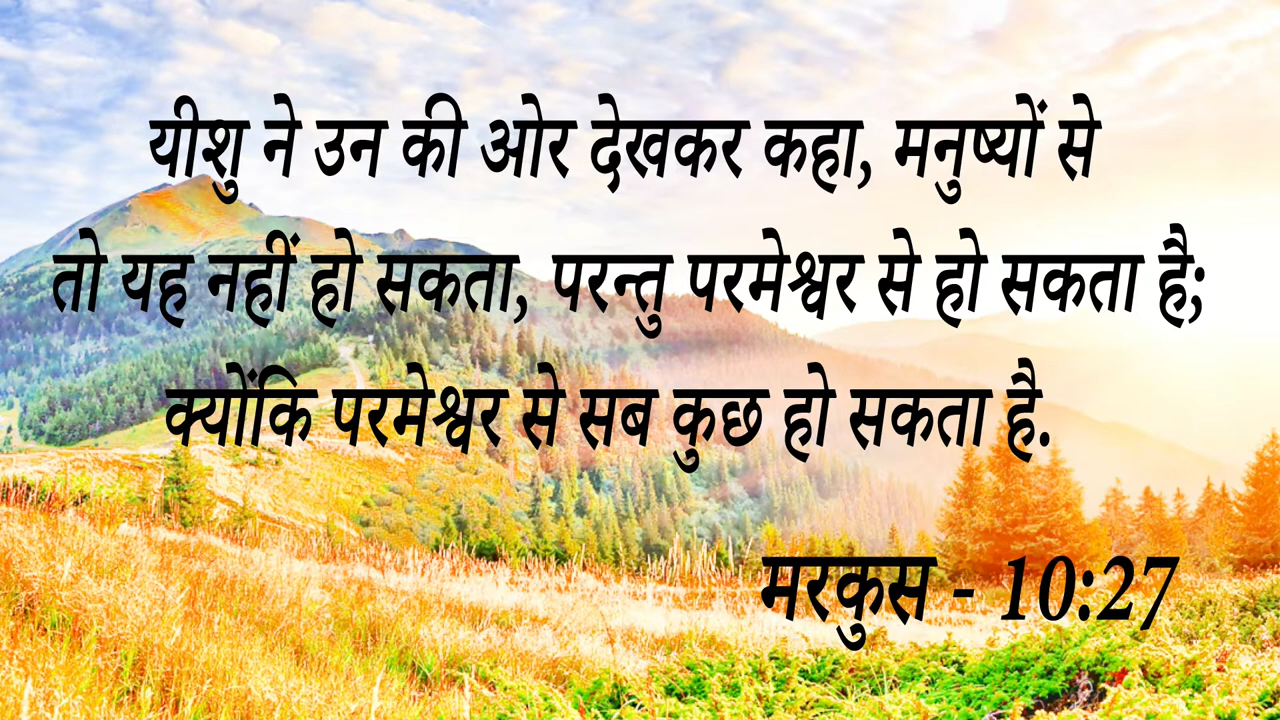 यीशु ने उन की ओर देखकर कहा, मनुष्यों से
तो यह नहीं हो सकता, परन्तु परमेश्वर से हो सकता है;
क्योंकि परमेश्वर से सब कुछ हो सकता है.
मरकुस - 10:27